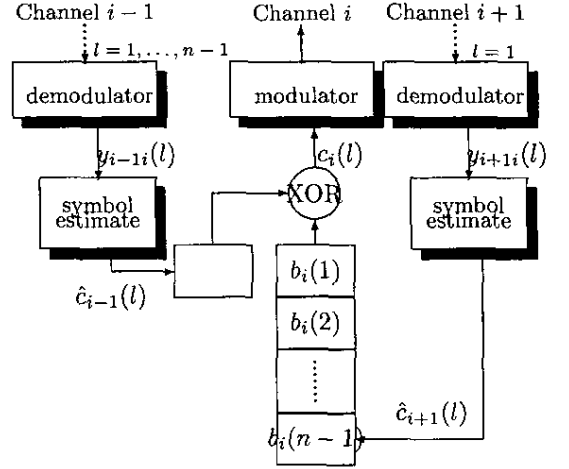 Channel i − 1
Channel i
Channel i + 1
l = 1, . . . , n − 1
l = 1
demodulator
modulator
demodulator
y_{i−1i}(l)
c_i(l)
y_{i+1i}(l)
symbol
estimate
XOR
symbol
estimate
ĉ_{i−1}(l)
b_i(1)
b_i(2)
ĉ_{i+1}(l)
b_i(n − 1)